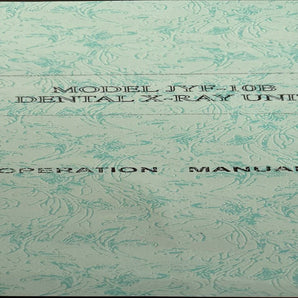 MODEL JYF-10B
DENTAL X-RAY UNIT
OPERATION MANUAL